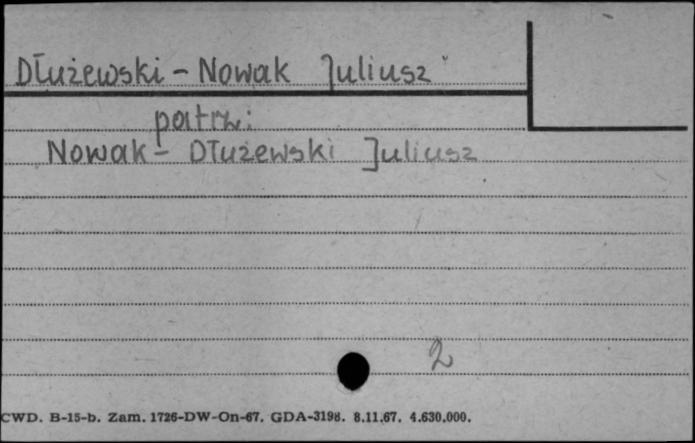 Dłużewski - Nowak Juliusz
patrz:
Nowak - Dłużewski Juliusz
2
CWD. B-15-b. Zam. 1726-DW-On-67. GDA-3198. 8.11.67. 4.630.000.